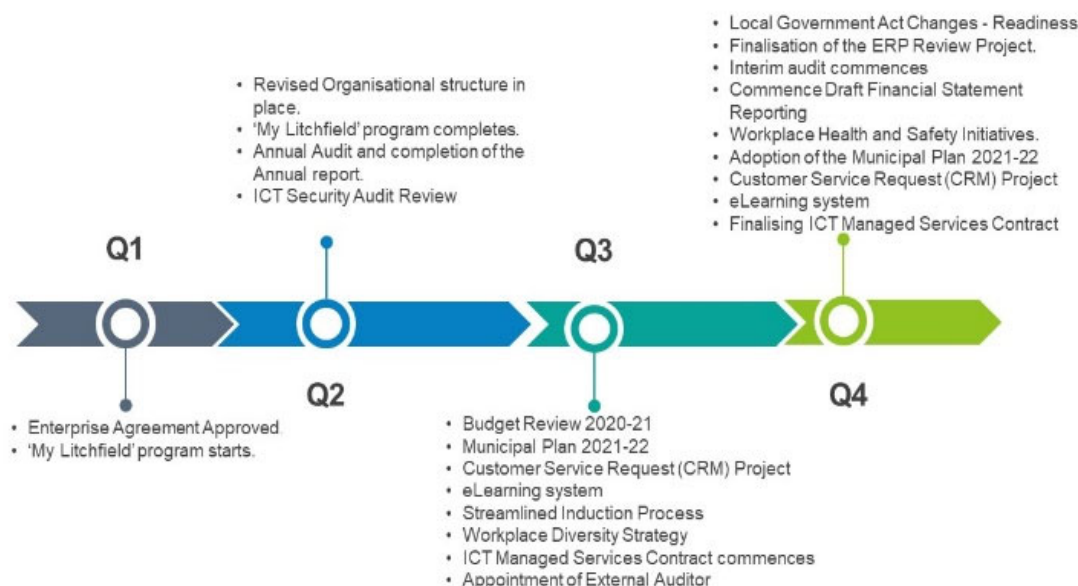 Q1
• Enterprise Agreement Approved.
• 'My Litchfield' program starts.
• Revised Organisational structure in
place.
• 'My Litchfield' program completes.
• Annual Audit and completion of the
Annual report.
• ICT Security Audit Review
Q2
Q3
• Budget Review 2020-21
• Municipal Plan 2021-22
• Customer Service Request (CRM) Project
• eLearning system
• Streamlined Induction Process
• Workplace Diversity Strategy
• ICT Managed Services Contract commences
• Appointment of External Auditor
• Local Government Act Changes - Readiness
• Finalisation of the ERP Review Project.
• Interim audit commences
• Commence Draft Financial Statement
Reporting
• Workplace Health and Safety Initiatives.
• Adoption of the Municipal Plan 2021-22
• Customer Service Request (CRM) Project
• eLearning system
• Finalising ICT Managed Services Contract
Q4